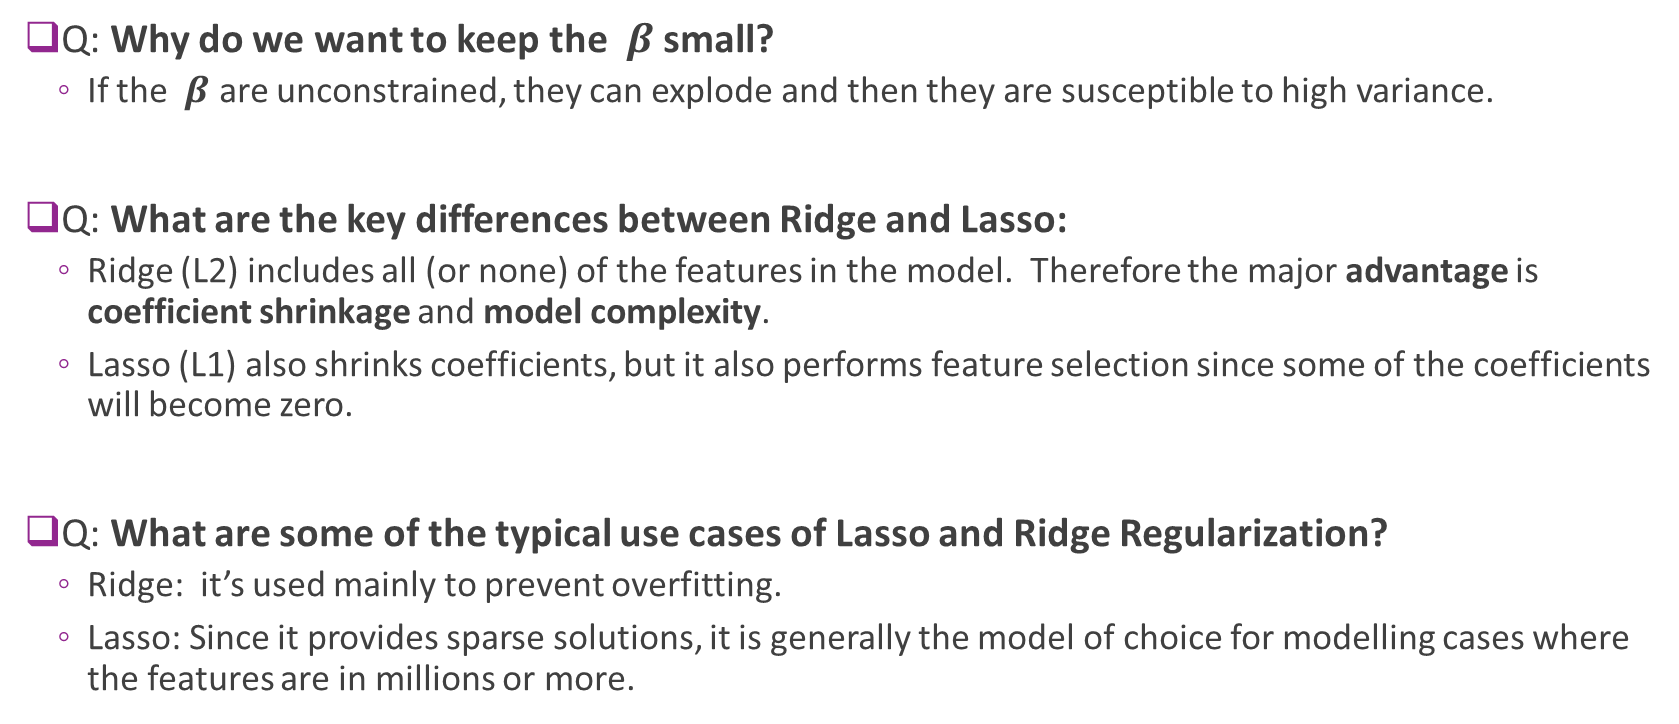 ❑Q: Why do we want to keep the β small?
◦ If the β are unconstrained, they can explode and then they are susceptible to high variance.
❑Q: What are the key differences between Ridge and Lasso:
◦ Ridge (L2) includes all (or none) of the features in the model. Therefore the major advantage is
coefficient shrinkage and model complexity.
◦ Lasso (L1) also shrinks coefficients, but it also performs feature selection since some of the coefficients
will become zero.
❑Q: What are some of the typical use cases of Lasso and Ridge Regularization?
◦ Ridge: it’s used mainly to prevent overfitting.
◦ Lasso: Since it provides sparse solutions, it is generally the model of choice for modelling cases where
the features are in millions or more.